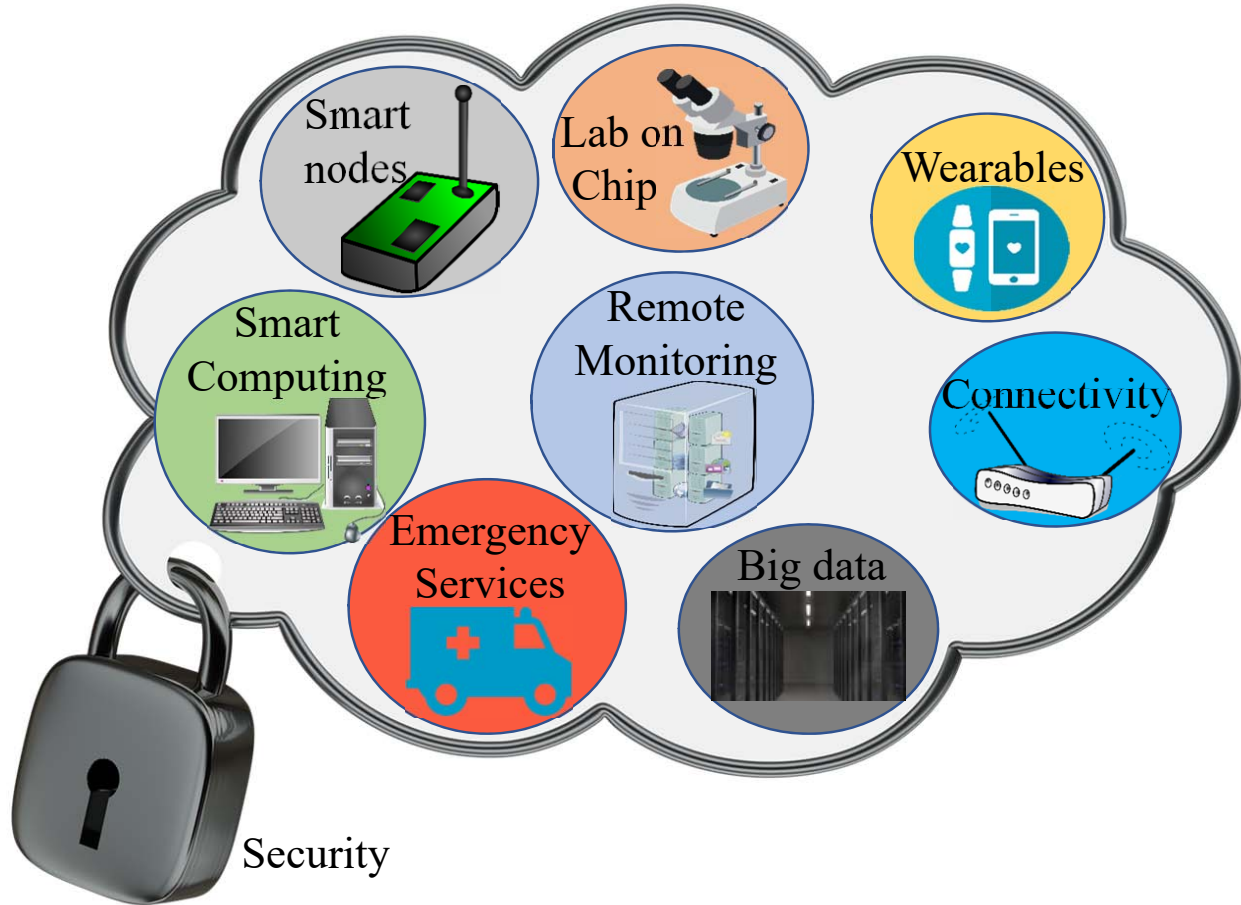 Smart
nodes
Lab on
Chip
Wearables
Smart
Computing
Remote
Monitoring
Connectivity
Emergency
Services
Big data
Security